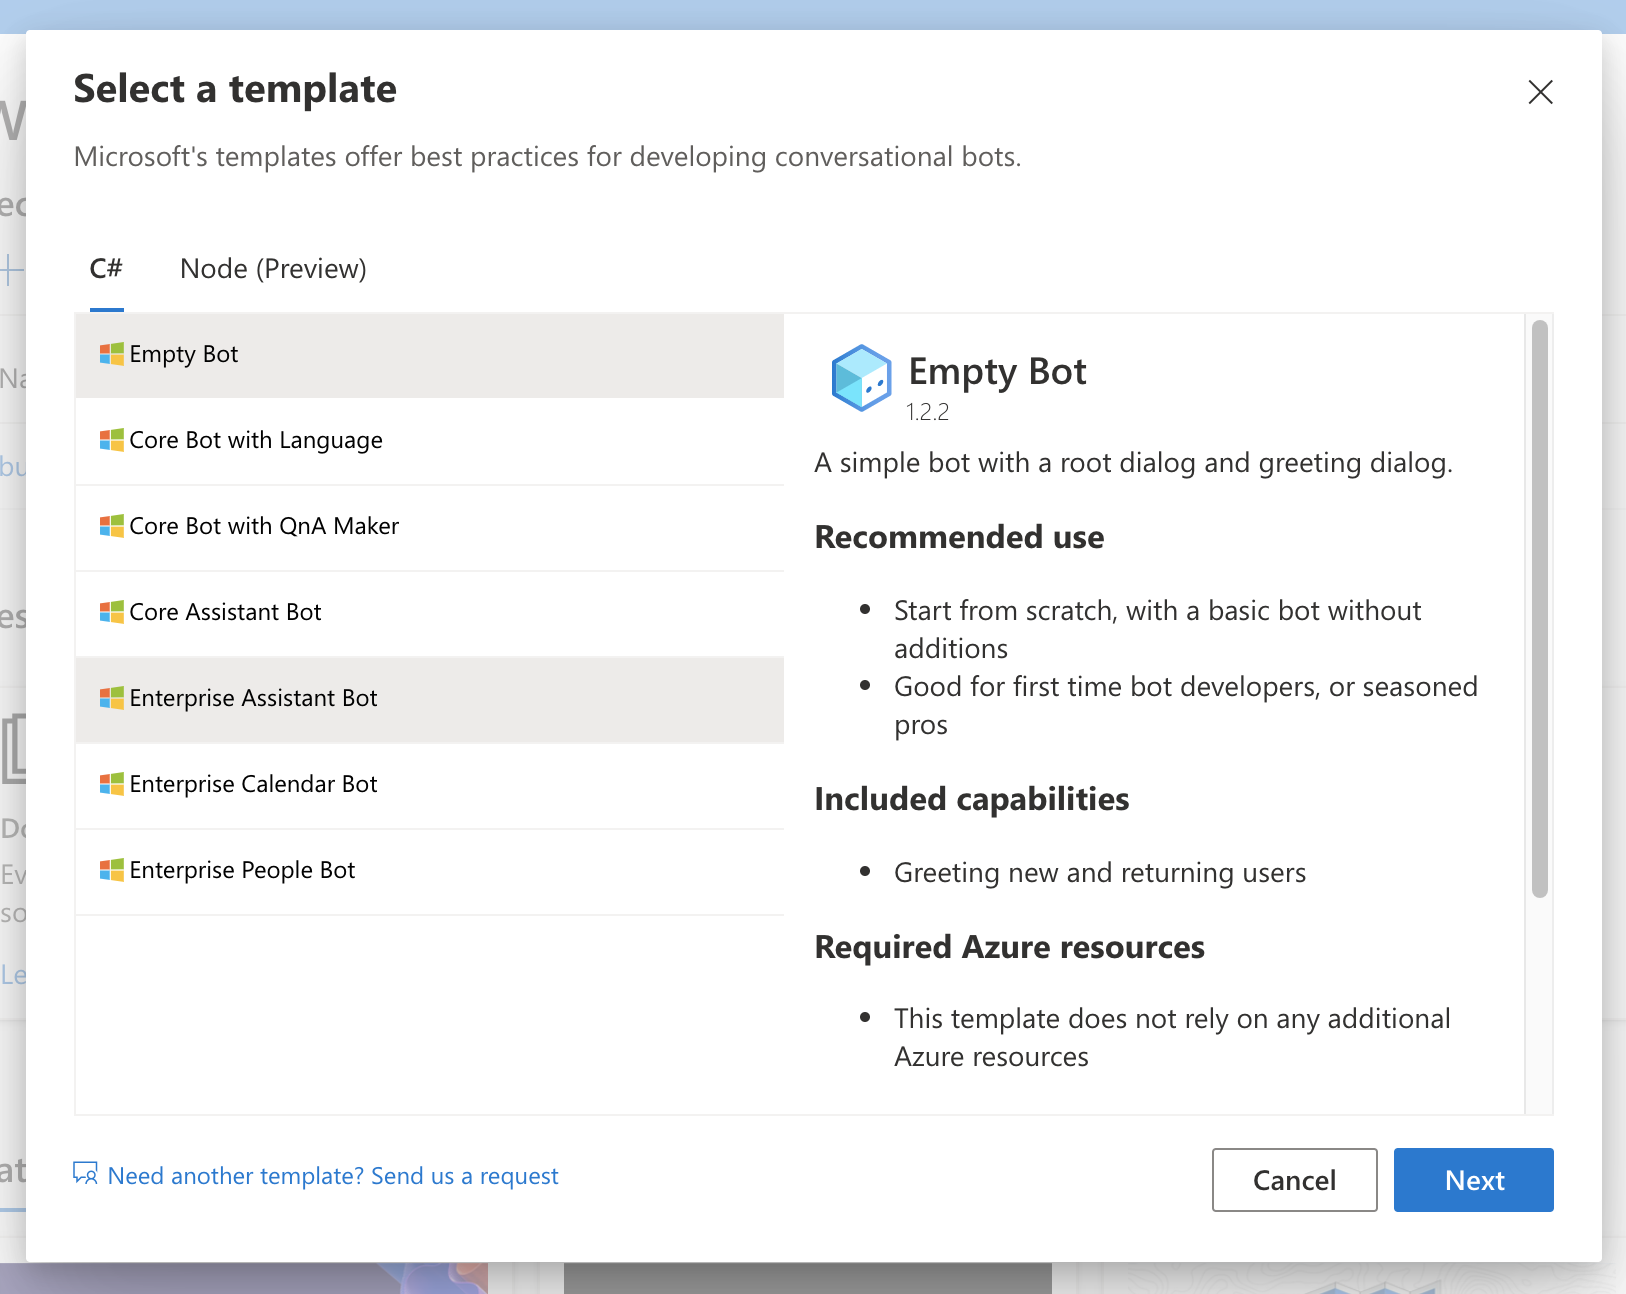 Select a template
Microsoft's templates offer best practices for developing conversational bots.
C#
Node (Preview)
Empty Bot
Core Bot with Language
Core Bot with QnA Maker
Core Assistant Bot
Enterprise Assistant Bot
Enterprise Calendar Bot
Enterprise People Bot
Empty Bot
1.2.2
A simple bot with a root dialog and greeting dialog.
Recommended use
• Start from scratch, with a basic bot without
additions
• Good for first time bot developers, or seasoned
pros
Included capabilities
• Greeting new and returning users
Required Azure resources
• This template does not rely on any additional
Azure resources
Need another template? Send us a request
Cancel
Next